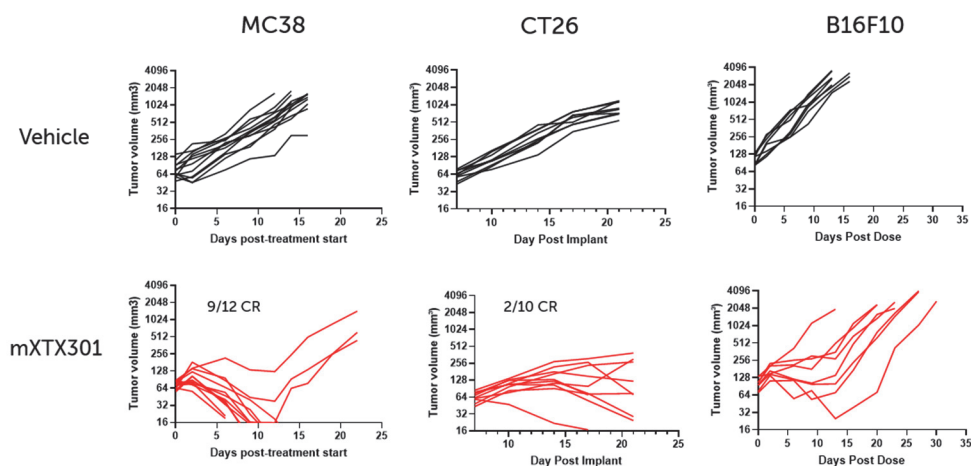 MC38
CT26
B16F10
Vehicle
Tumor volume (mm3)
4096
2048
1024
512
256
128
64
32
16
0 5 10 15 20 25
Days post-treatment start
Tumor volume (mm³)
4096
2048
1024
512
256
128
64
32
16
10 15 20 25
Day Post Implant
Tumor volume (mm³)
4096
2048
1024
512
256
128
64
32
16
0 5 10 15 20 25 30 35
Days Post Dose
mXTX301
Tumor volume (mm3)
4096
2048
1024
512
256
128
64
32
16
9/12 CR
0 5 10 15 20 25
Days post-treatment start
Tumor volume (mm³)
4096
2048
1024
512
256
128
64
32
16
2/10 CR
10 15 20 25
Day Post Implant
Tumor volume (mm³)
4096
2048
1024
512
256
128
64
32
16
0 5 10 15 20 25 30 35
Days Post Dose